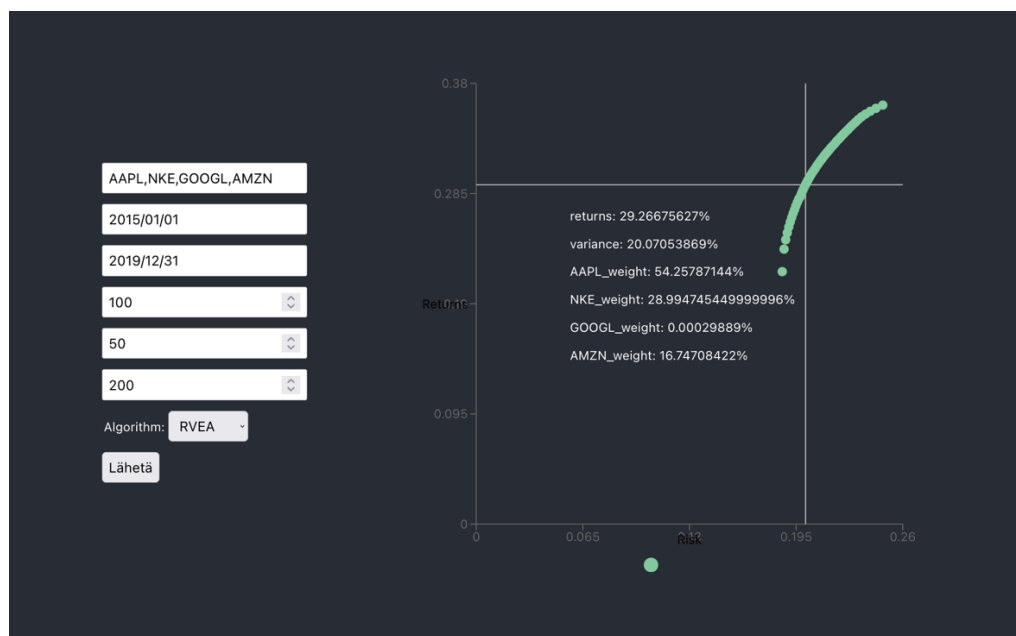 AAPL,NKE,GOOGL,AMZN
2015/01/01
2019/12/31
100
50
200
Algorithm: RVEA
Lähetä
0.38
0.285
Returns
0.095
0
returns: 29.26675627%
variance: 20.07053869%
AAPL_weight: 54.25787144%
NKE_weight: 28.994745449999996%
GOOGL_weight: 0.00029889%
AMZN_weight: 16.74708422%
0 0.065 0.195 0.26
Risk